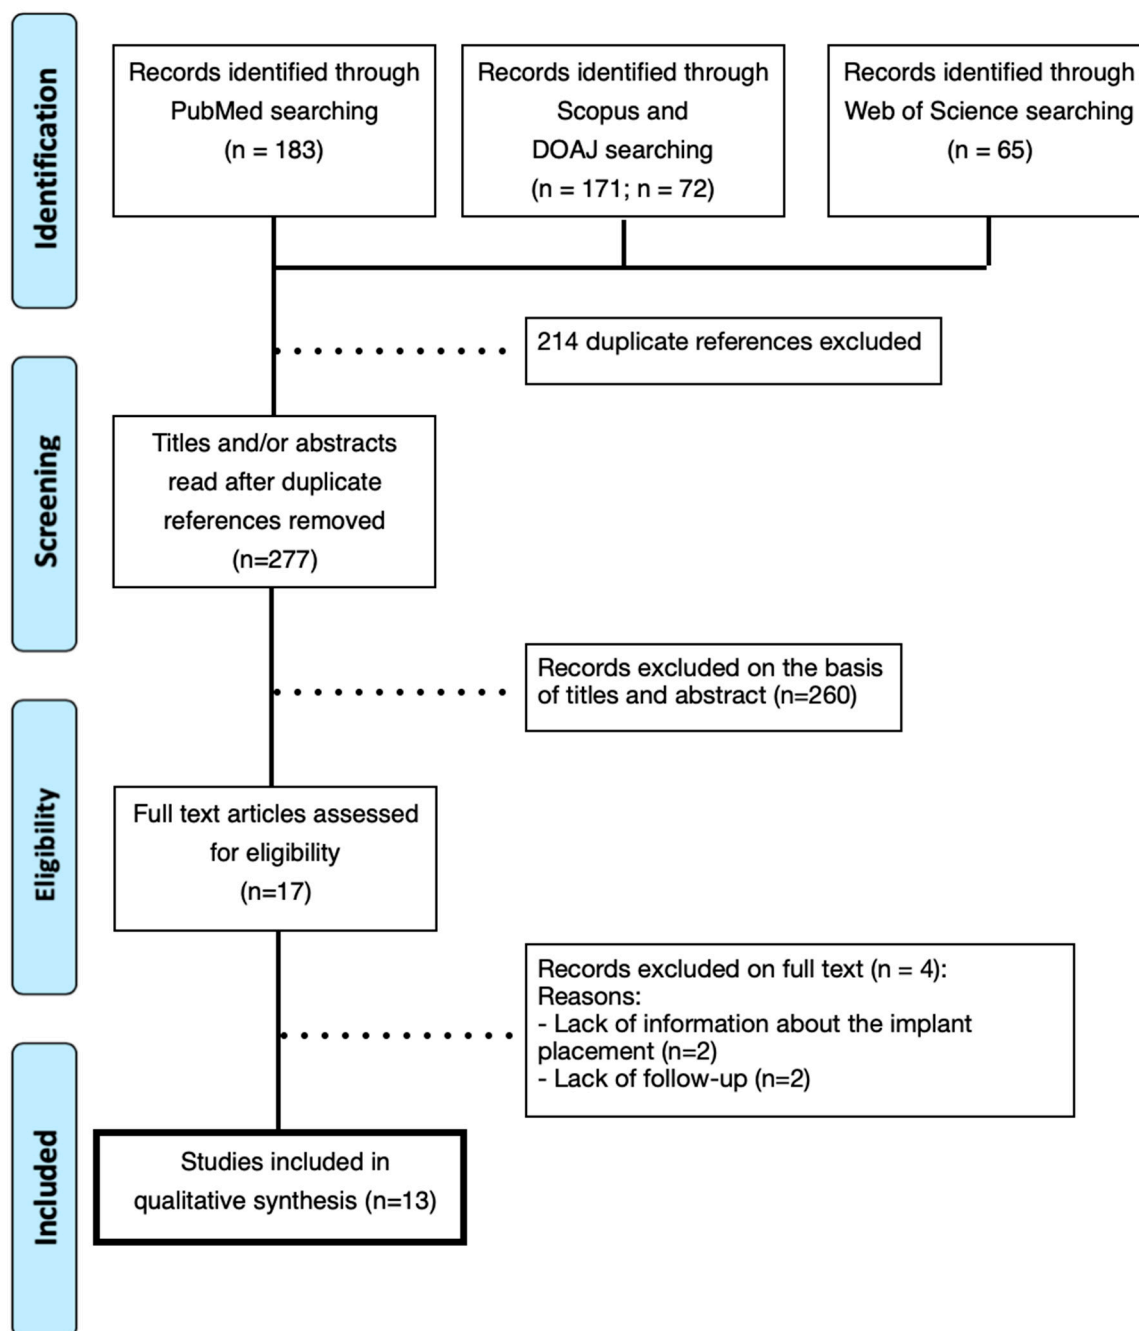 Identification
Records identified through
PubMed searching
(n = 183)
Records identified through
Scopus and
DOAJ searching
(n = 171; n = 72)
Records identified through
Web of Science searching
(n = 65)
214 duplicate references excluded
Screening
Titles and/or abstracts
read after duplicate
references removed
(n=277)
Records excluded on the basis
of titles and abstract (n=260)
Eligibility
Full text articles assessed
for eligibility
(n=17)
Records excluded on full text (n = 4):
Reasons:
- Lack of information about the implant
placement (n=2)
- Lack of follow-up (n=2)
Included
Studies included in
qualitative synthesis (n=13)